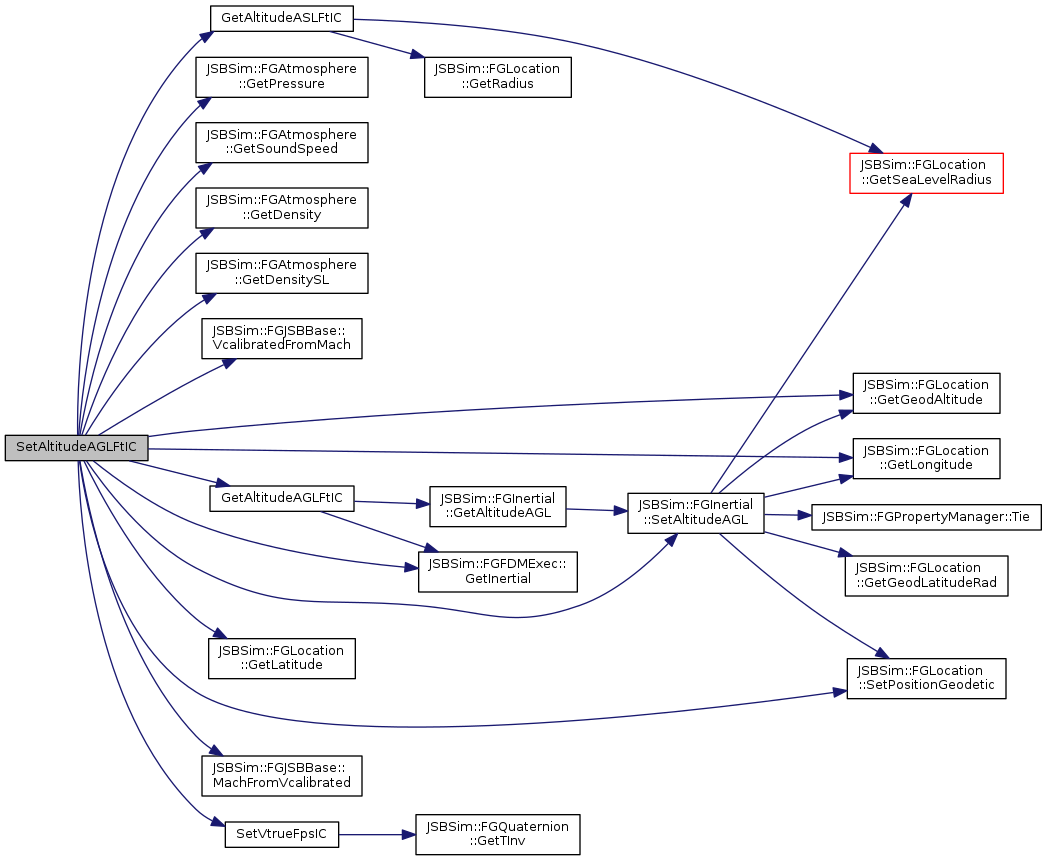 GetAltitudeASLFtIC
JSBSim::FGLocation
::GetRadius
JSBSim::FGAtmosphere
::GetPressure
JSBSim::FGAtmosphere
::GetSoundSpeed
JSBSim::FGLocation
::GetSeaLevelRadius
JSBSim::FGAtmosphere
::GetDensity
JSBSim::FGAtmosphere
::GetDensitySL
JSBSim::FGJSBBase::
VcalibratedFromMach
JSBSim::FGLocation
::GetGeodAltitude
SetAltitudeAGLFtIC
JSBSim::FGLocation
::GetLongitude
GetAltitudeAGLFtIC
JSBSim::FGInertial
::GetAltitudeAGL
JSBSim::FGInertial
::SetAltitudeAGL
JSBSim::FGPropertyManager::Tie
JSBSim::FGFDMExec::
GetInertial
JSBSim::FGLocation
::GetGeodLatitudeRad
JSBSim::FGLocation
::GetLatitude
JSBSim::FGLocation
::SetPositionGeodetic
JSBSim::FGJSBBase::
MachFromVcalibrated
SetVtrueFpsIC
JSBSim::FGQuaternion
::GetTInv